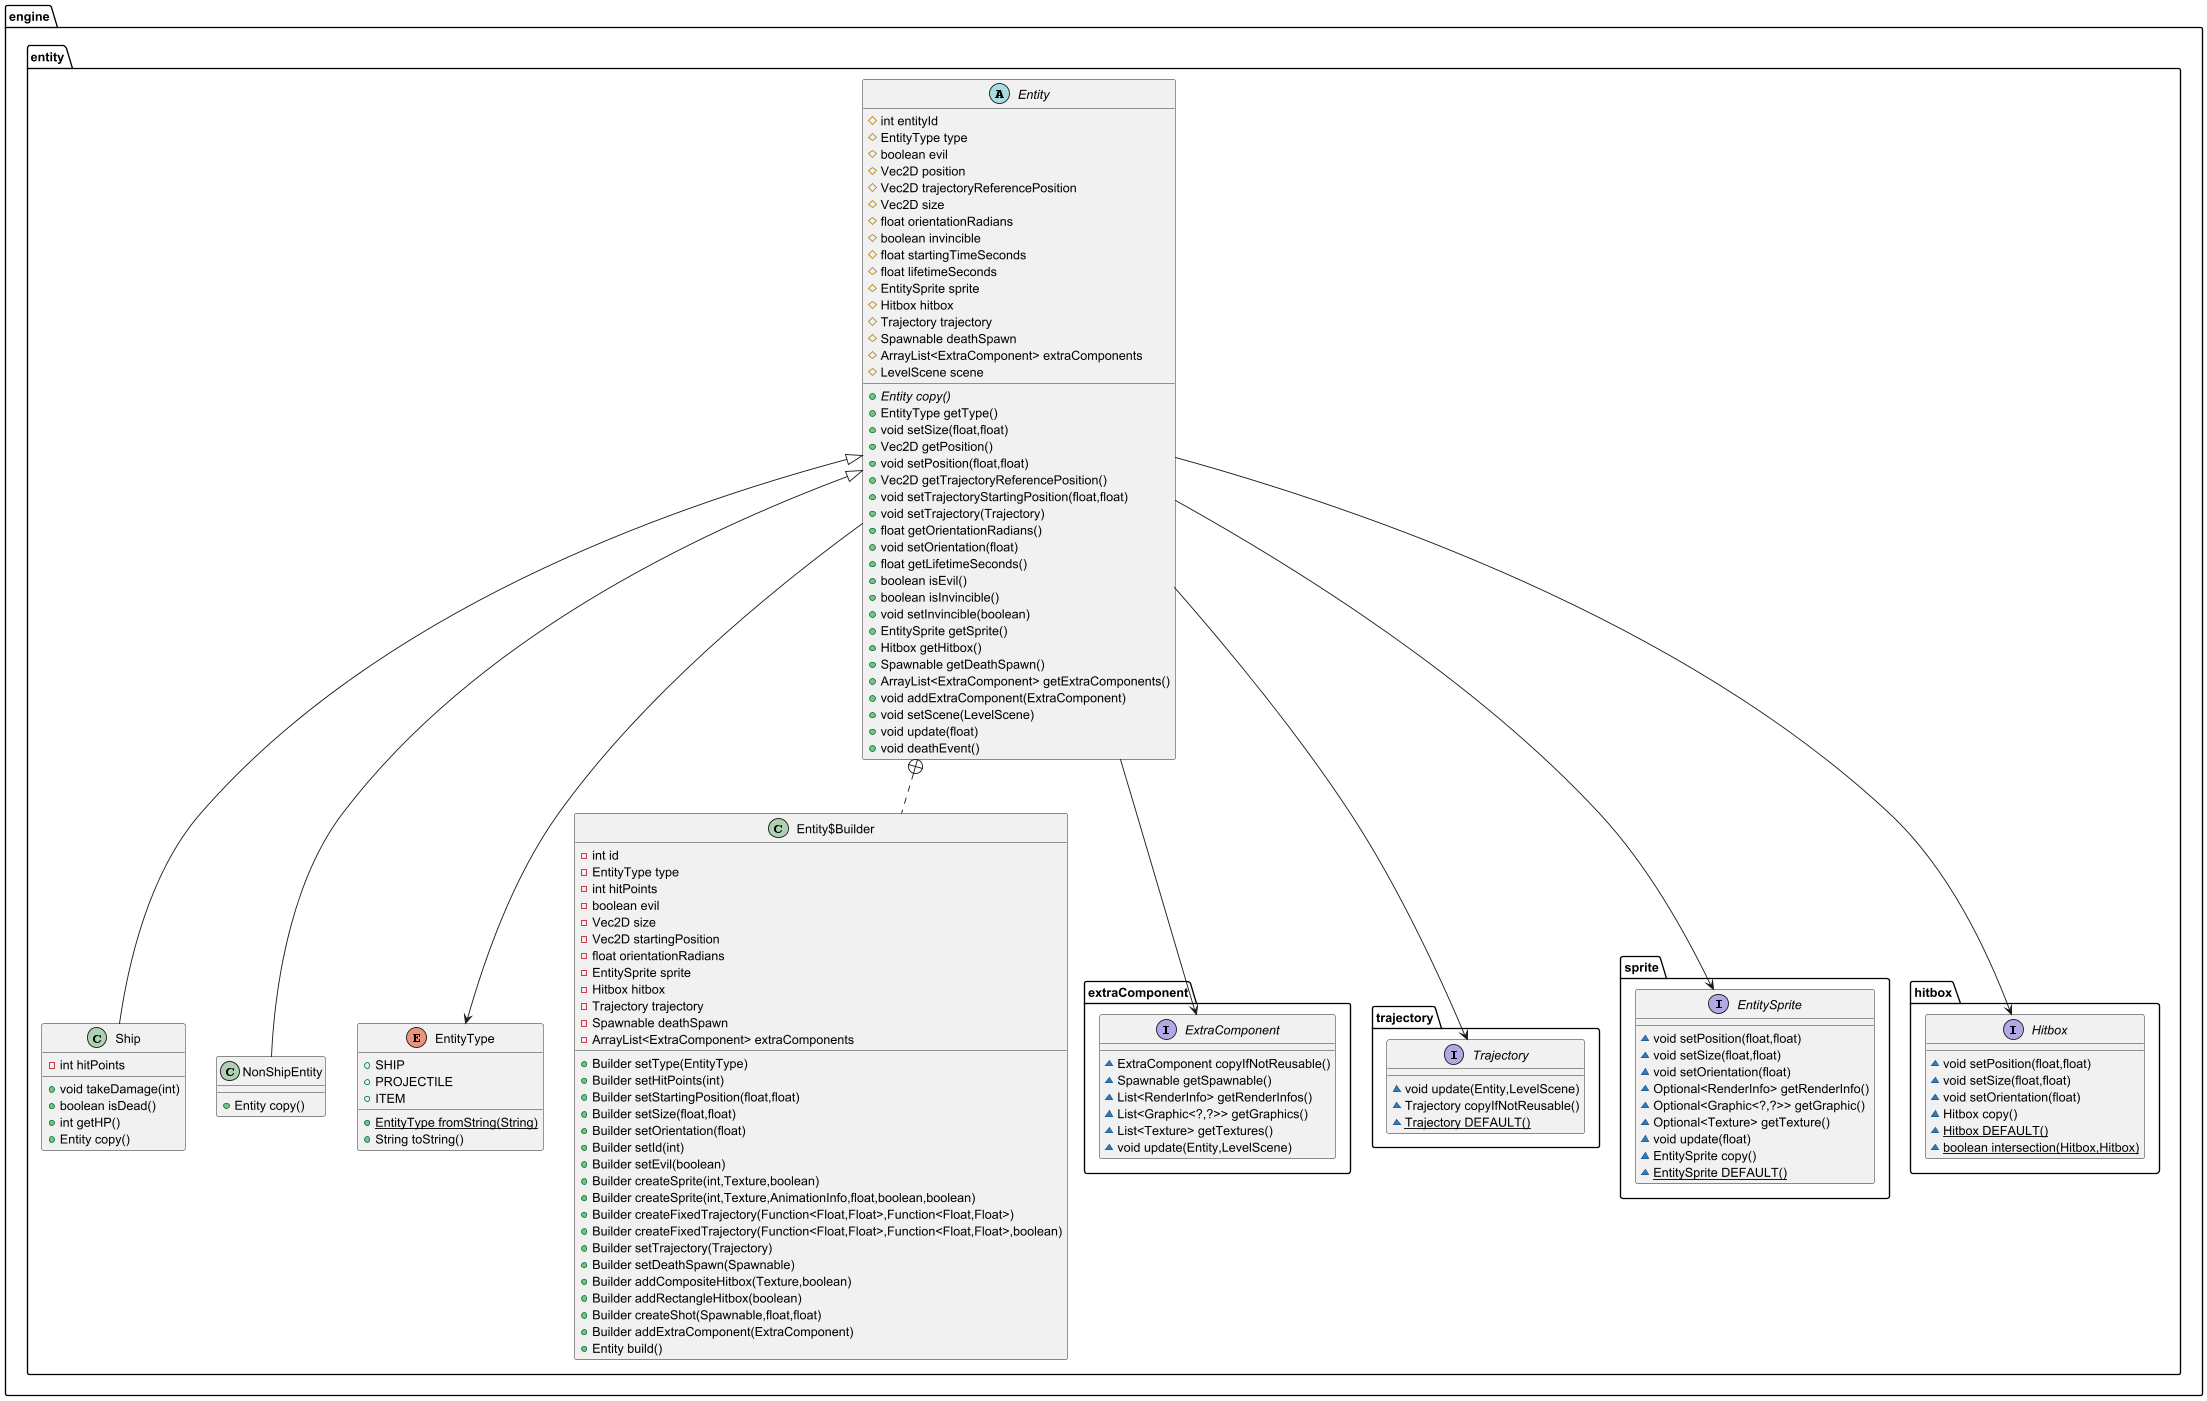 engine
entity
A Entity
int entityId
EntityType type
boolean evil
Vec2D position
Vec2D trajectoryReferencePosition
Vec2D size
float orientationRadians
boolean invincible
float startingTimeSeconds
float lifetimeSeconds
EntitySprite sprite
Hitbox hitbox
Trajectory trajectory
Spawnable deathSpawn
ArrayList<ExtraComponent> extraComponents
LevelScene scene
Entity copy()
EntityType getType()
void setSize(float,float)
Vec2D getPosition()
void setPosition(float,float)
Vec2D getTrajectoryReferencePosition()
void setTrajectoryStartingPosition(float,float)
void setTrajectory(Trajectory)
float getOrientationRadians()
void setOrientation(float)
float getLifetimeSeconds()
boolean isEvil()
boolean isInvincible()
void setInvincible(boolean)
EntitySprite getSprite()
Hitbox getHitbox()
Spawnable getDeathSpawn()
ArrayList<ExtraComponent> getExtraComponents()
void addExtraComponent(ExtraComponent)
void setScene(LevelScene)
void update(float)
void deathEvent()
C Ship
int hitPoints
void takeDamage(int)
boolean isDead()
int getHP()
Entity copy()
C NonShipEntity
Entity copy()
E EntityType
SHIP
PROJECTILE
ITEM
EntityType fromString(String)
String toString()
C Entity$Builder
int id
EntityType type
int hitPoints
boolean evil
Vec2D size
Vec2D startingPosition
float orientationRadians
EntitySprite sprite
Hitbox hitbox
Trajectory trajectory
Spawnable deathSpawn
ArrayList<ExtraComponent> extraComponents
Builder setType(EntityType)
Builder setHitPoints(int)
Builder setStartingPosition(float,float)
Builder setSize(float,float)
Builder setOrientation(float)
Builder setId(int)
Builder setEvil(boolean)
Builder createSprite(int,Texture,boolean)
Builder createSprite(int,Texture,AnimationInfo,float,boolean,boolean)
Builder createFixedTrajectory(Function<Float,Float>,Function<Float,Float>)
Builder createFixedTrajectory(Function<Float,Float>,Function<Float,Float>,boolean)
Builder setTrajectory(Trajectory)
Builder setDeathSpawn(Spawnable)
Builder addCompositeHitbox(Texture,boolean)
Builder addRectangleHitbox(boolean)
Builder createShot(Spawnable,float,float)
Builder addExtraComponent(ExtraComponent)
Entity build()
extraComponent
I ExtraComponent
ExtraComponent copyIfNotReusable()
Spawnable getSpawnable()
List<RenderInfo> getRenderInfos()
List<Graphic<?,?>> getGraphics()
List<Texture> getTextures()
void update(Entity,LevelScene)
trajectory
I Trajectory
void update(Entity,LevelScene)
Trajectory copyIfNotReusable()
Trajectory DEFAULT()
sprite
I EntitySprite
void setPosition(float,float)
void setSize(float,float)
void setOrientation(float)
Optional<RenderInfo> getRenderInfo()
Optional<Graphic<?,?>> getGraphic()
Optional<Texture> getTexture()
void update(float)
EntitySprite copy()
EntitySprite DEFAULT()
hitbox
I Hitbox
void setPosition(float,float)
void setSize(float,float)
void setOrientation(float)
Hitbox copy()
Hitbox DEFAULT()
boolean intersection(Hitbox,Hitbox)